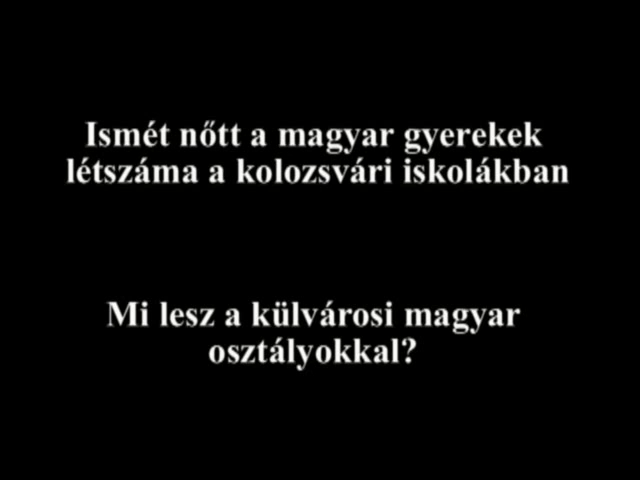 Ismét nőtt a magyar gyerekek
létszáma a kolozsvári iskolákban
Mi lesz a külvárosi magyar
osztályokkal?